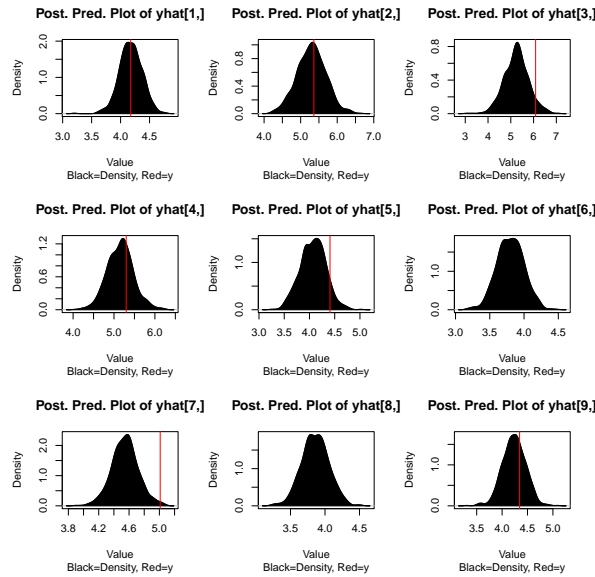 Post. Pred. Plot of yhat[1,]
Density
0.0 1.0 2.0
3.0 3.5 4.0 4.5
Value
Black=Density, Red=y
Post. Pred. Plot of yhat[2,]
Density
0.0 0.4 0.8
4.0 5.0 6.0 7.0
Value
Black=Density, Red=y
Post. Pred. Plot of yhat[3,]
Density
0.0 0.4 0.8
3 4 5 6 7
Value
Black=Density, Red=y
Post. Pred. Plot of yhat[4,]
Density
0.0 0.6 1.2
4.0 5.0 6.0
Value
Black=Density, Red=y
Post. Pred. Plot of yhat[5,]
Density
0.0 1.0
3.0 3.5 4.0 4.5 5.0
Value
Black=Density, Red=y
Post. Pred. Plot of yhat[6,]
Density
0.0 1.0
3.0 3.5 4.0 4.5
Value
Black=Density, Red=y
Post. Pred. Plot of yhat[7,]
Density
0.0 1.0 2.0
3.8 4.2 4.6 5.0
Value
Black=Density, Red=y
Post. Pred. Plot of yhat[8,]
Density
0.0 1.0
3.5 4.0 4.5
Value
Black=Density, Red=y
Post. Pred. Plot of yhat[9,]
Density
0.0 1.0
3.5 4.0 4.5 5.0
Value
Black=Density, Red=y